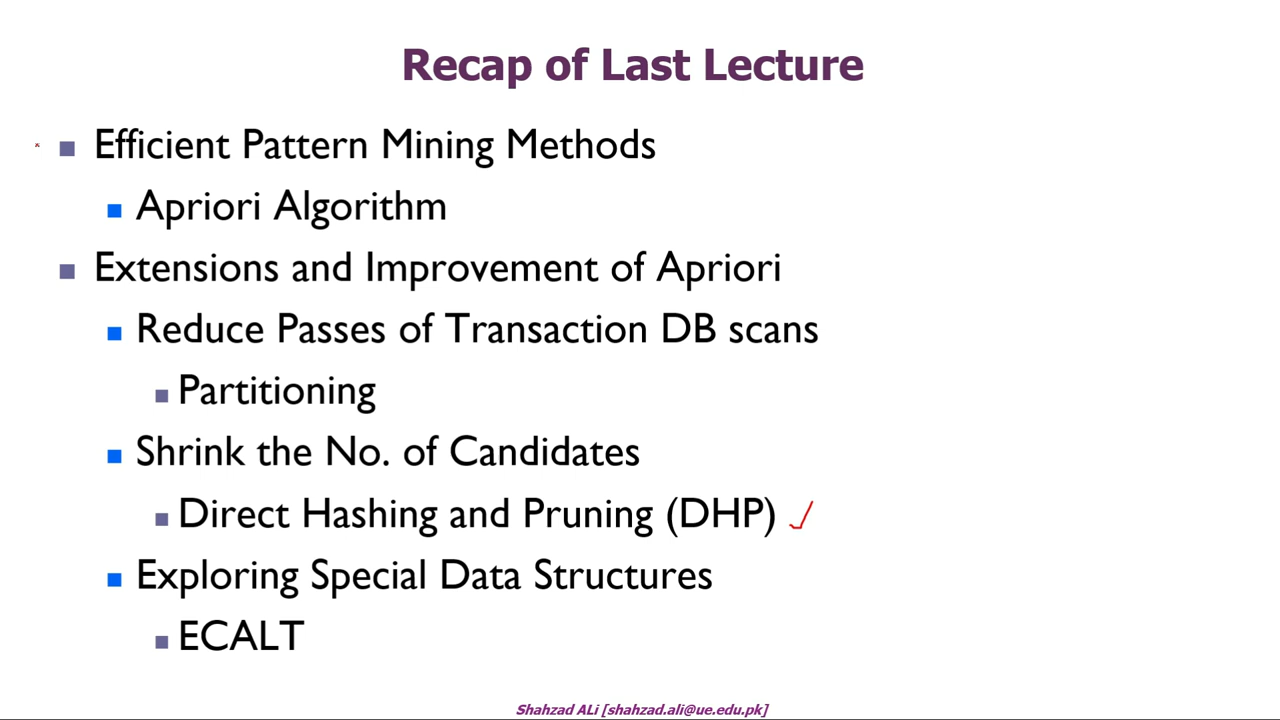 Recap of Last Lecture
Efficient Pattern Mining Methods
Apriori Algorithm
Extensions and Improvement of Apriori
Reduce Passes of Transaction DB scans
Partitioning
Shrink the No. of Candidates
Direct Hashing and Pruning (DHP)
Exploring Special Data Structures
ECALT
Shahzad ALi [shahzad.ali@ue.edu.pk]